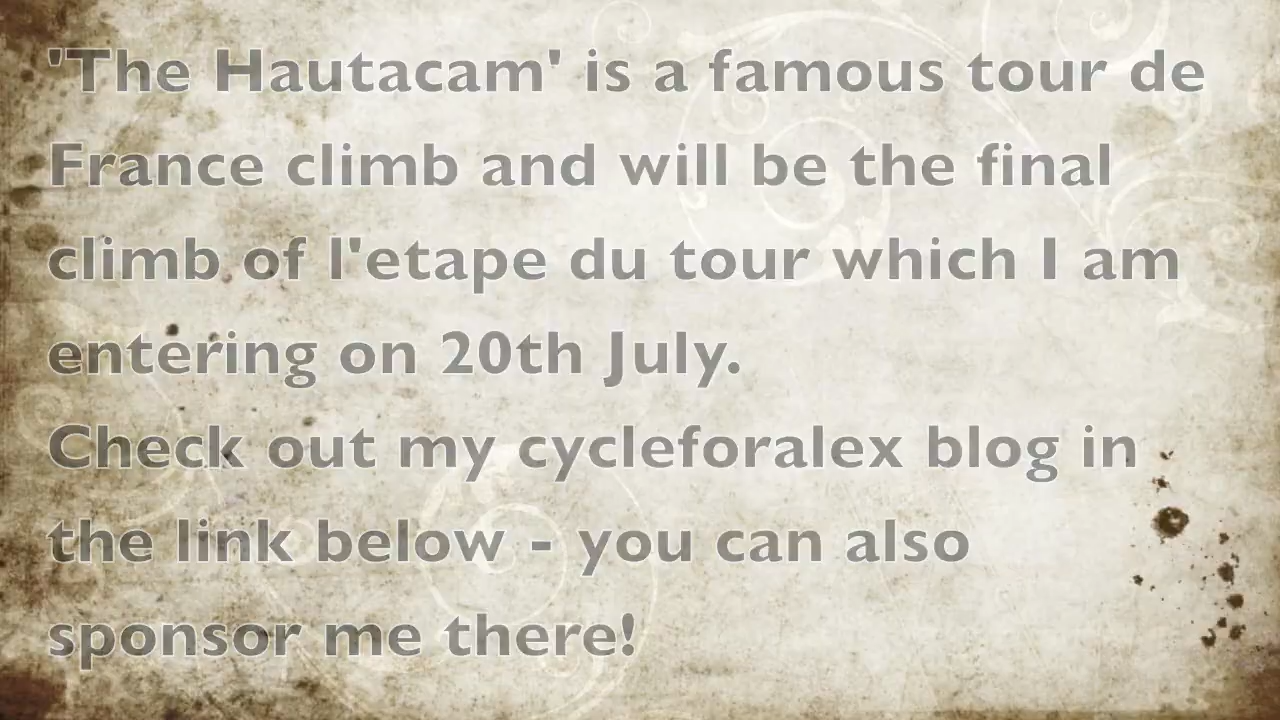 'The Hautacam' is a famous tour de
France climb and will be the final
climb of l'etape du tour which I am
entering on 20th July.
Check out my cycleforalex blog in
the link below - you can also
sponsor me there!